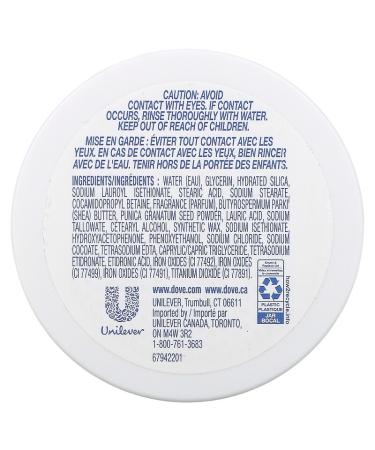 CAUTION: AVOID
CONTACT WITH EYES. IF CONTACT
OCCURS, RINSE THOROUGHLY WITH WATER.
KEEP OUT OF REACH OF CHILDREN.
MISE EN GARDE : ÉVITER TOUT CONTACT AVEC LES
YEUX. EN CAS DE CONTACT AVEC LES YEUX, BIEN RINCER
AVEC DE L'EAU. TENIR HORS DE LA PORTÉE DES ENFANTS.
INGREDIENTS/INGRÉDIENTS : WATER (EAU), GLYCERIN, HYDRATED SILICA,
SODIUM LAUROYL ISETHIONATE, STEARIC ACID, SODIUM STEARATE,
COCAMIDOPROPYL BETAINE, FRAGRANCE (PARFUM), BUTYROSPERMUM PARKII
(SHEA) BUTTER, PUNICA GRANATUM SEED POWDER, LAURIC ACID, SODIUM
TALLOWATE, CETEARYL ALCOHOL, SYNTHETIC WAX, SODIUM ISETHIONATE,
HYDROXYACETOPHENONE, PHENOXYETHANOL, SODIUM CHLORIDE, SODIUM
COCOATE, TETRASODIUM EDTA, CAPRYLIC/CAPRIC TRIGLYCERIDE, TETRASODIUM
ETIDRONATE, ETIDRONIC ACID, IRON OXIDES (CI 77492), IRON OXIDES
(CI 77499), IRON OXIDES (CI 77491), TITANIUM DIOXIDE (CI 77891).
www.dove.com www.dove.ca
UNILEVER, Trumbull, CT 06611
Imported by / Importé par
UNILEVER CANADA, TORONTO,
ON M4W 3R2
1-800-761-3683
67942201
Unilever
PLASTIC
PLASTIQUE
JAR
BOCAL
how2recycle.info